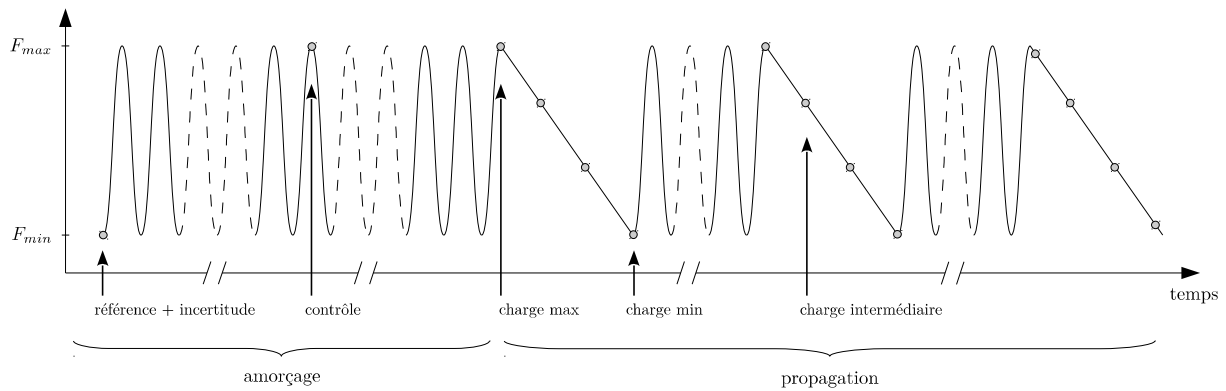 F_max
F_min
temps
référence + incertitude
contrôle
charge max
charge min
charge intermédiaire
amorçage
propagation